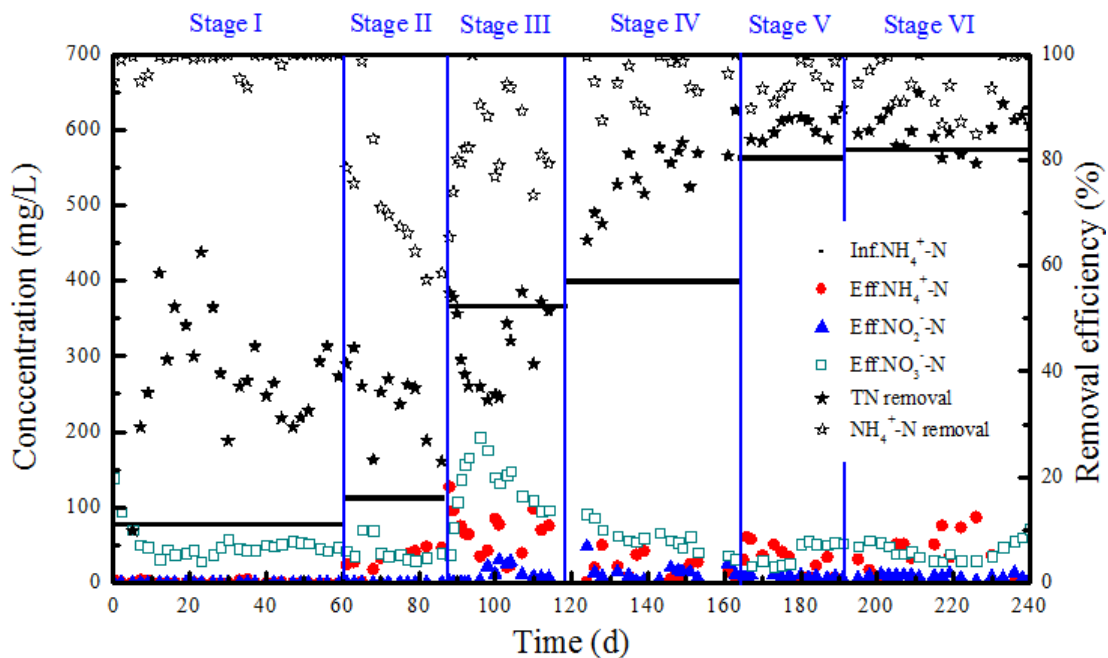 Stage I Stage II Stage III Stage IV Stage V Stage VI
700 100
600
80
500
60
400
300
40
200
20
100
0 0
0 20 40 60 80 100 120 140 160 180 200 220 240
Conccentration (mg/L)
Removal efficiency (%)
Time (d)
Inf.NH₄⁺-N
Eff.NH₄⁺-N
Eff.NO₂⁻-N
Eff.NO₃⁻-N
TN removal
NH₄⁺-N removal